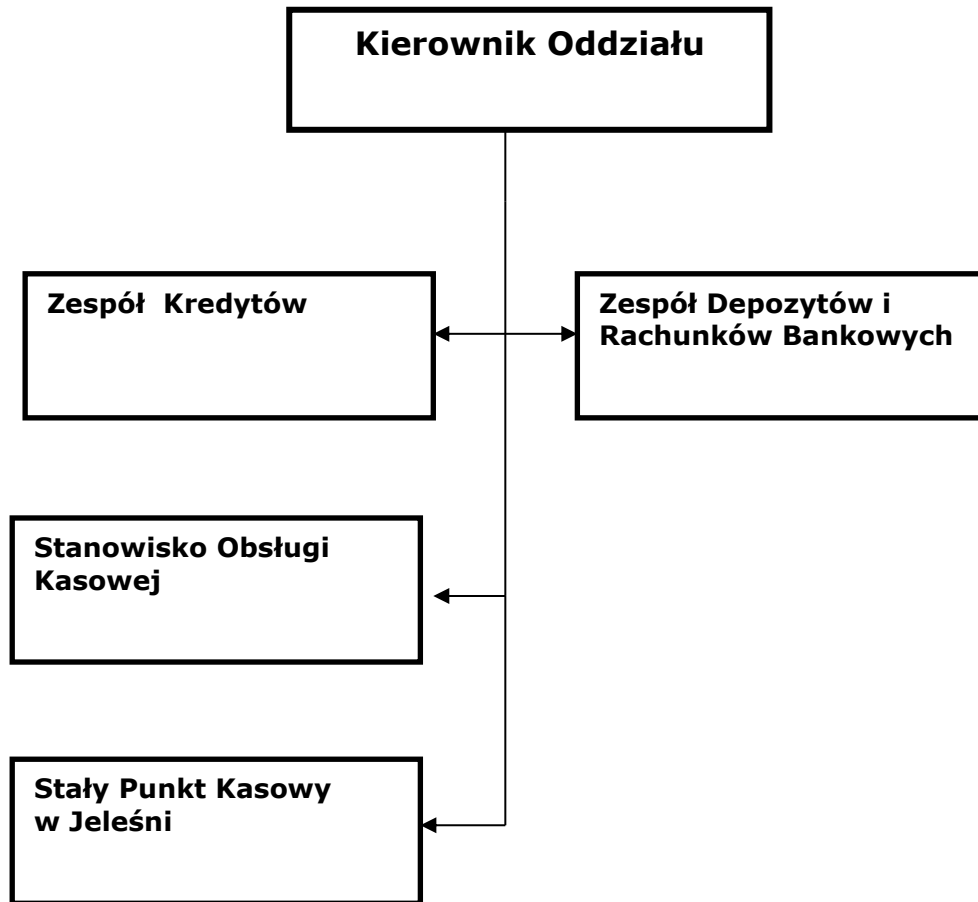 Kierownik Oddziału
Zespół Kredytów
Zespół Depozytów i
Rachunków Bankowych
Stanowisko Obsługi
Kasowej
Stały Punkt Kasowy
w Jeleśni